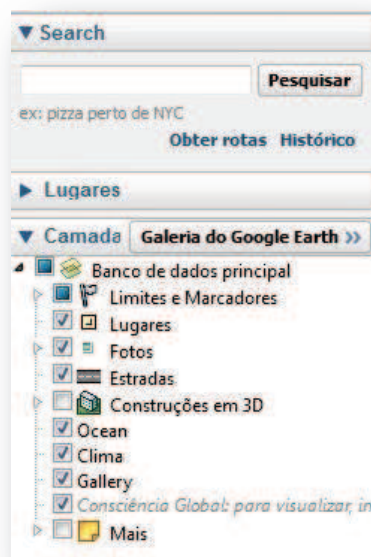 Search
Pesquisar
ex: pizza perto de NYC
Obter rotas Histórico
Lugares
Camada Galeria do Google Earth »
Banco de dados principal
Limites e Marcadores
Lugares
Fotos
Estradas
Construções em 3D
Ocean
Clima
Gallery
Consciência Global: para visualizar, in
Mais